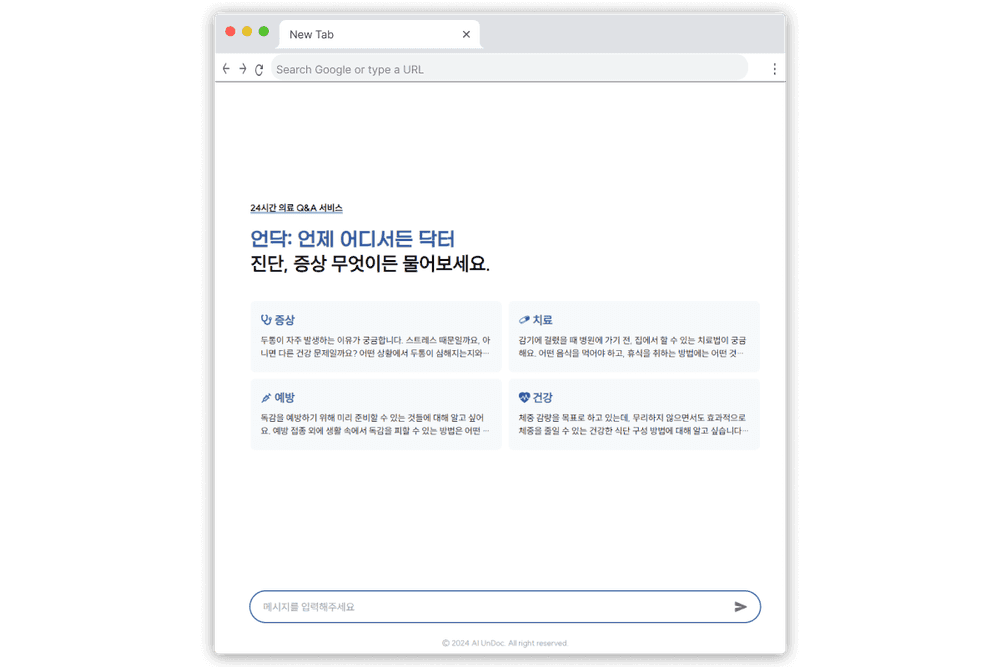 New Tab
Search Google or type a URL
24시간 의료 Q&A 서비스
언닥: 언제 어디서든 닥터
진단, 증상 무엇이든 물어보세요.
증상
두통이 자주 발생하는 이유가 궁금합니다. 스트레스 때문일까요, 아
니면 다른 건강 문제일까요? 어떤 상황에서 두통이 심해지는지와…
치료
감기에 걸렸을 때 병원에 가기 전, 집에서 할 수 있는 치료법이 궁금
해요. 어떤 음식을 먹어야 하고, 휴식을 취하는 방법에는 어떤 것…
예방
독감을 예방하기 위해 미리 준비할 수 있는 것들에 대해 알고 싶어
요. 예방 접종 외에 생활 속에서 독감을 피할 수 있는 방법은 어떤 …
건강
체중 감량을 목표로 하고 있는데, 무리하지 않으면서도 효과적으로
체중을 줄일 수 있는 건강한 식단 구성 방법에 대해 알고 싶습니다…
메시지를 입력해주세요
© 2024 AI UnDoc. All right reserved.